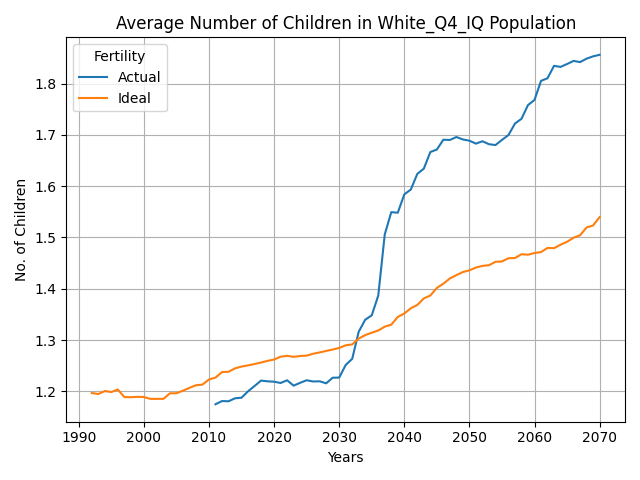 Average Number of Children in White_Q4_IQ Population
Fertility
Actual
Ideal
No. of Children
1.8
1.7
1.6
1.5
1.4
1.3
1.2
1990 2000 2010 2020 2030 2040 2050 2060 2070
Years